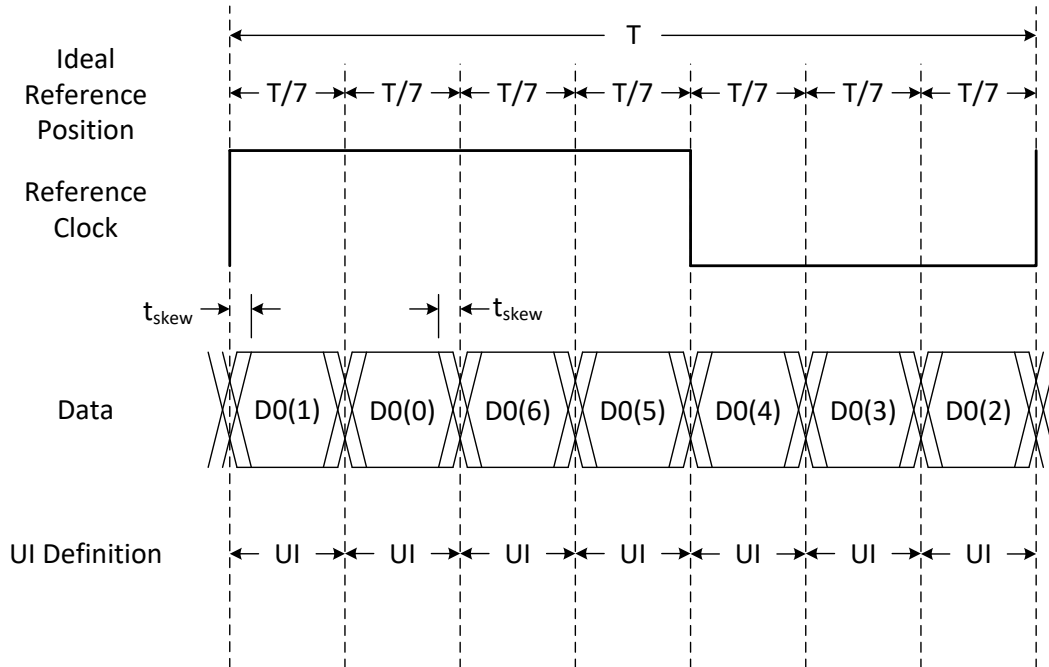 T
Ideal
Reference
Position
T/7 T/7 T/7 T/7 T/7 T/7 T/7
Reference
Clock
tskew tskew
Data
D0(1) D0(0) D0(6) D0(5) D0(4) D0(3) D0(2)
UI Definition
UI UI UI UI UI UI UI